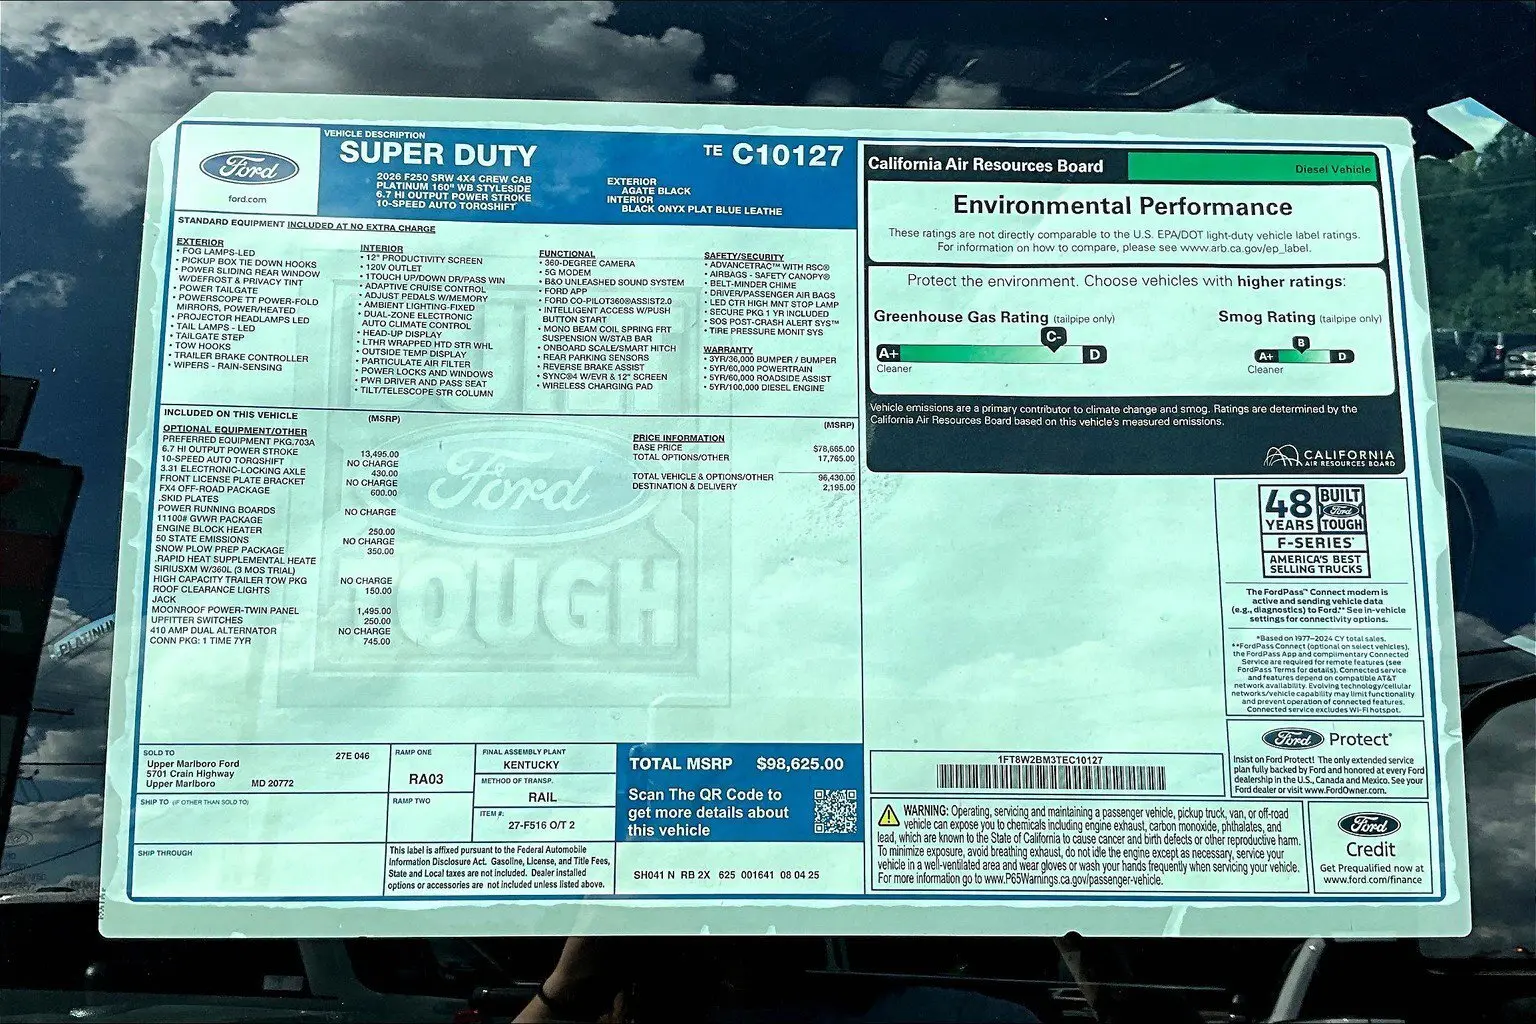 Ford
ford.com
VEHICLE DESCRIPTION
SUPER DUTY
2026 F250 SRW 4X4 CREW CAB
PLATINUM 160" WB STYLESIDE
6.7 HI OUTPUT POWER STROKE
10-SPEED AUTO TORQSHIFT
TE C10127
EXTERIOR
AGATE BLACK
INTERIOR
BLACK ONYX PLAT BLUE LEATHE
STANDARD EQUIPMENT INCLUDED AT NO EXTRA CHARGE
EXTERIOR
• FOG LAMPS-LED
• PICKUP BOX TIE DOWN HOOKS
• POWER SLIDING REAR WINDOW
W/DEFROST & PRIVACY TINT
• POWER TAILGATE
• POWERSCOPE TT POWER-FOLD
MIRRORS, POWER/HEATED
• PROJECTOR HEADLAMPS LED
• TAIL LAMPS - LED
• TAILGATE STEP
• TOW HOOKS
• TRAILER BRAKE CONTROLLER
• WIPERS - RAIN-SENSING
INTERIOR
• 12" PRODUCTIVITY SCREEN
• 120V OUTLET
• 1TOUCH UP/DOWN DR/PASS WIN
• ADAPTIVE CRUISE CONTROL
• ADJUST PEDALS W/MEMORY
• AMBIENT LIGHTING-FIXED
• DUAL-ZONE ELECTRONIC
AUTO CLIMATE CONTROL
• HEAD-UP DISPLAY
• LTHR WRAPPED HTD STR WHL
• OUTSIDE TEMP DISPLAY
• PARTICULATE AIR FILTER
• POWER LOCKS AND WINDOWS
• PWR DRIVER AND PASS SEAT
• TILT/TELESCOPE STR COLUMN
FUNCTIONAL
• 360-DEGREE CAMERA
• 5G MODEM
• B&O UNLEASHED SOUND SYSTEM
• FORD APP
• FORD CO-PILOT360®ASSIST2.0
• INTELLIGENT ACCESS W/PUSH
BUTTON START
• MONO BEAM COIL SPRING FRT
SUSPENSION W/STAB BAR
• ONBOARD SCALE/SMART HITCH
• REAR PARKING SENSORS
• REVERSE BRAKE ASSIST
• SYNC®4 W/EVR & 12" SCREEN
• WIRELESS CHARGING PAD
SAFETY/SECURITY
• ADVANCETRAC™ WITH RSC®
• AIRBAGS - SAFETY CANOPY®
• BELT-MINDER CHIME
• DRIVER/PASSENGER AIR BAGS
• LED CTR HIGH MNT STOP LAMP
• SECURE PKG 1 YR INCLUDED
• SOS POST-CRASH ALERT SYS™
• TIRE PRESSURE MONIT SYS
WARRANTY
• 3YR/36,000 BUMPER / BUMPER
• 5YR/60,000 POWERTRAIN
• 5YR/60,000 ROADSIDE ASSIST
• 5YR/100,000 DIESEL ENGINE
INCLUDED ON THIS VEHICLE (MSRP)
OPTIONAL EQUIPMENT/OTHER
PREFERRED EQUIPMENT PKG.703A
6.7 HI OUTPUT POWER STROKE 13,495.00
10-SPEED AUTO TORQSHIFT NO CHARGE
3.31 ELECTRONIC-LOCKING AXLE 430.00
FRONT LICENSE PLATE BRACKET NO CHARGE
FX4 OFF-ROAD PACKAGE 600.00
.SKID PLATES
POWER RUNNING BOARDS NO CHARGE
11100# GVWR PACKAGE
ENGINE BLOCK HEATER 250.00
50 STATE EMISSIONS NO CHARGE
SNOW PLOW PREP PACKAGE 350.00
.RAPID HEAT SUPPLEMENTAL HEATE
SIRIUSXM W/360L (3 MOS TRIAL)
HIGH CAPACITY TRAILER TOW PKG NO CHARGE
ROOF CLEARANCE LIGHTS 150.00
JACK
MOONROOF POWER-TWIN PANEL 1,495.00
UPFITTER SWITCHES 250.00
410 AMP DUAL ALTERNATOR NO CHARGE
CONN PKG: 1 TIME 7YR 745.00
Ford
TOUGH
(MSRP)
PRICE INFORMATION
BASE PRICE $78,665.00
TOTAL OPTIONS/OTHER 17,765.00
TOTAL VEHICLE & OPTIONS/OTHER 96,430.00
DESTINATION & DELIVERY 2,195.00
SOLD TO 27E 046
Upper Marlboro Ford
5701 Crain Highway
Upper Marlboro MD 20772
SHIP TO (IF OTHER THAN SOLD TO)
SHIP THROUGH
RAMP ONE
RA03
RAMP TWO
FINAL ASSEMBLY PLANT
KENTUCKY
METHOD OF TRANSP.
RAIL
ITEM #:
27-F516 O/T 2
This label is affixed pursuant to the Federal Automobile
Information Disclosure Act. Gasoline, License, and Title Fees,
State and Local taxes are not included. Dealer installed
options or accessories are not included unless listed above.
TOTAL MSRP $98,625.00
Scan The QR Code to
get more details about
this vehicle
SH041 N RB 2X 625 001641 08 04 25
California Air Resources Board
Diesel Vehicle
Environmental Performance
These ratings are not directly comparable to the U.S. EPA/DOT light-duty vehicle label ratings.
For information on how to compare, please see www.arb.ca.gov/ep_label.
Protect the environment. Choose vehicles with higher ratings:
Greenhouse Gas Rating (tailpipe only)
A+ C- D
Cleaner
Smog Rating (tailpipe only)
A+ B D
Cleaner
Vehicle emissions are a primary contributor to climate change and smog. Ratings are determined by the
California Air Resources Board based on this vehicle's measured emissions.
CALIFORNIA
AIR RESOURCES BOARD
48 YEARS
BUILT Ford TOUGH
F-SERIES
AMERICA'S BEST
SELLING TRUCKS
The FordPass™ Connect modem is
active and sending vehicle data
(e.g., diagnostics) to Ford.** See in-vehicle
settings for connectivity options.
*Based on 1977–2024 CY total sales.
**FordPass Connect (optional on select vehicles),
the FordPass App and complimentary Connected
Service are required for remote features (see
FordPass Terms for details). Connected service
and features depend on compatible AT&T
network availability. Evolving technology/cellular
networks/vehicle capability may limit functionality
and prevent operation of connected features.
Connected service excludes Wi-Fi hotspot.
Ford Protect
Insist on Ford Protect! The only extended service
plan fully backed by Ford and honored at every Ford
dealership in the U.S., Canada and Mexico. See your
Ford dealer or visit www.FordOwner.com.
1FT8W2BM3TEC10127
WARNING: Operating, servicing and maintaining a passenger vehicle, pickup truck, van, or off-road
vehicle can expose you to chemicals including engine exhaust, carbon monoxide, phthalates, and
lead, which are known to the State of California to cause cancer and birth defects or other reproductive harm.
To minimize exposure, avoid breathing exhaust, do not idle the engine except as necessary, service your
vehicle in a well-ventilated area and wear gloves or wash your hands frequently when servicing your vehicle.
For more information go to www.P65Warnings.ca.gov/passenger-vehicle.
Ford
Credit
Get Prequalified now at
www.ford.com/finance
PLATINUM